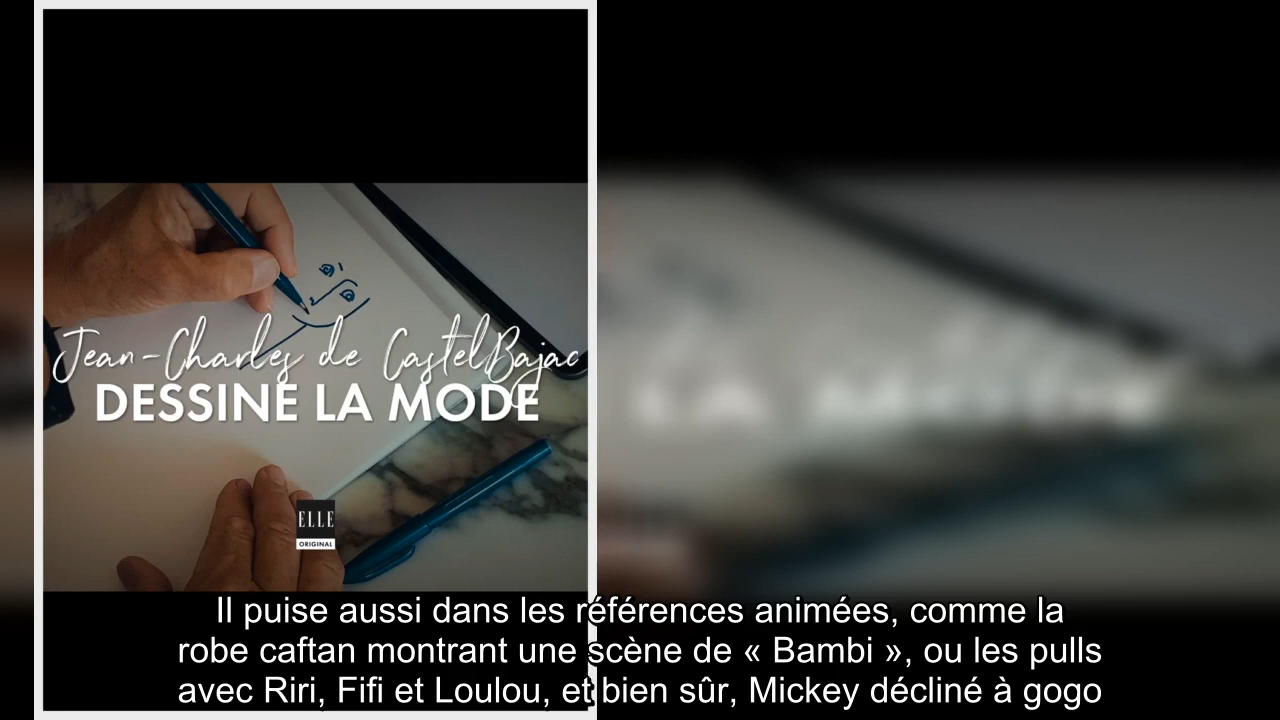 Jean-Charles de CastelBajac
DESSINE LA MODE
ELLE
ORIGINAL
Il puise aussi dans les références animées, comme la
robe caftan montrant une scène de « Bambi », ou les pulls
avec Riri, Fifi et Loulou, et bien sûr, Mickey décliné à gogo